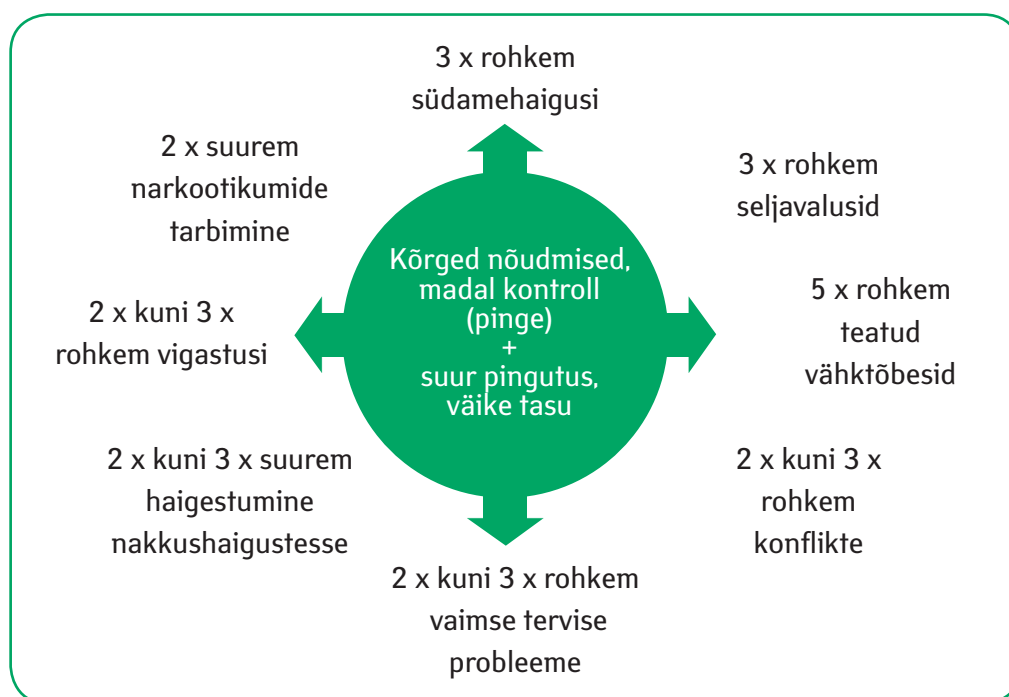 3 x rohkem
südamehaigusi
2 x suurem
narkootikumide
tarbimine
3 x rohkem
seljavalusid
Kõrged nõudmised,
madal kontroll
(pinge)
+
suur pingutus,
väike tasu
2 x kuni 3 x
rohkem vigastusi
5 x rohkem
teatud
vähktõbesid
2 x kuni 3 x suurem
haigestumine
nakkushaigustesse
2 x kuni 3 x
rohkem
konflikte
2 x kuni 3 x rohkem
vaimse tervise
probleeme